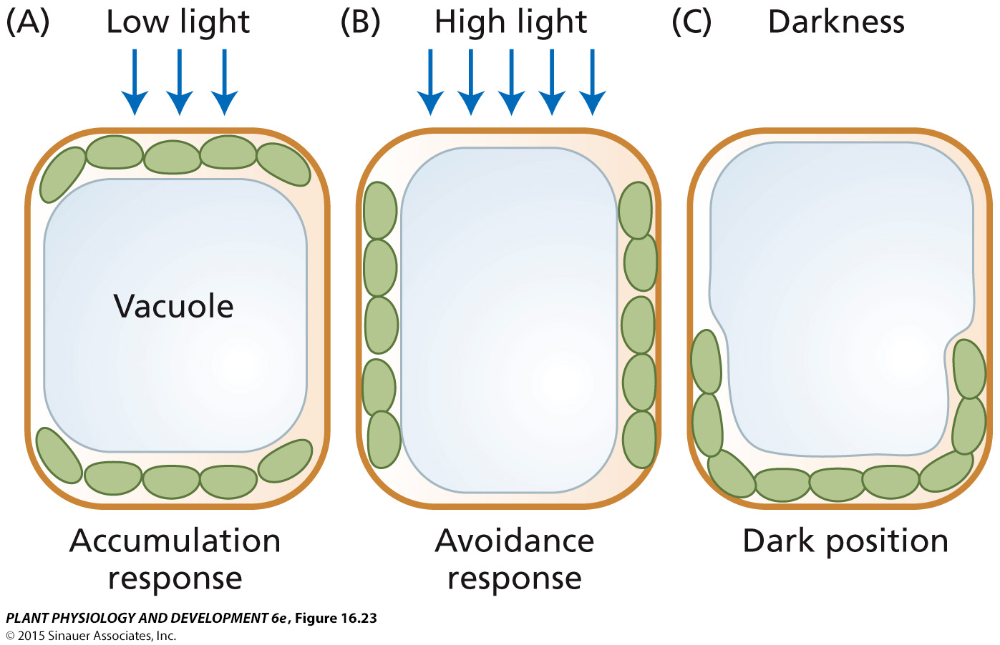 (A) Low light
(B) High light
(C) Darkness
Vacuole
Accumulation
response
Avoidance
response
Dark position
PLANT PHYSIOLOGY AND DEVELOPMENT 6e, Figure 16.23
© 2015 Sinauer Associates, Inc.